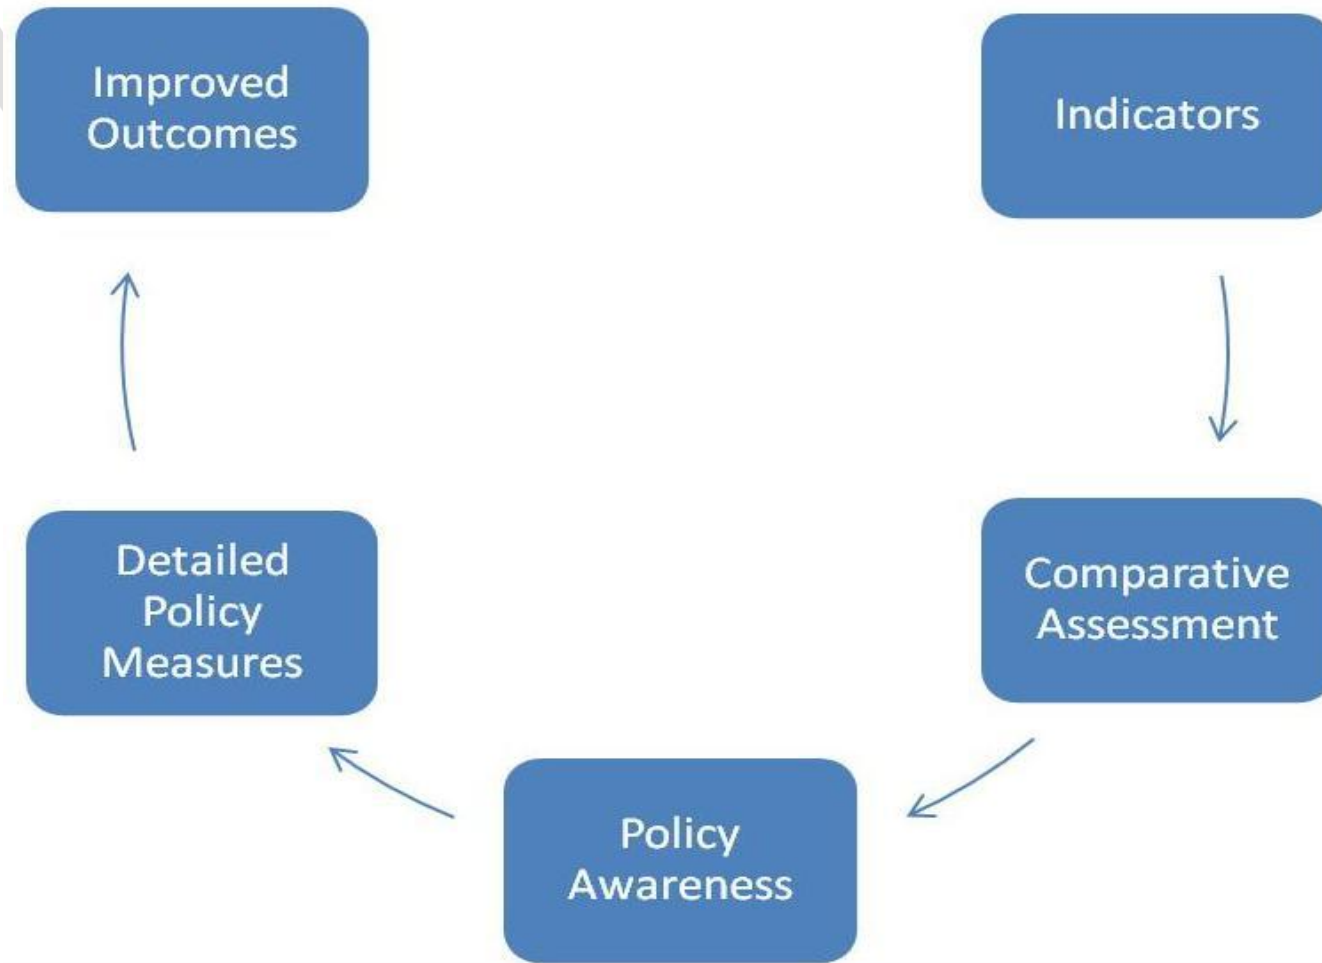 Improved
Outcomes
Indicators
Detailed
Policy
Measures
Comparative
Assessment
Policy
Awareness